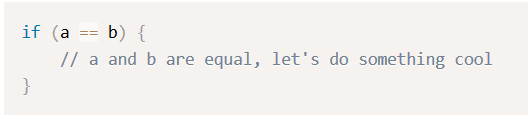 if (a == b) {
    // a and b are equal, let's do something cool
}